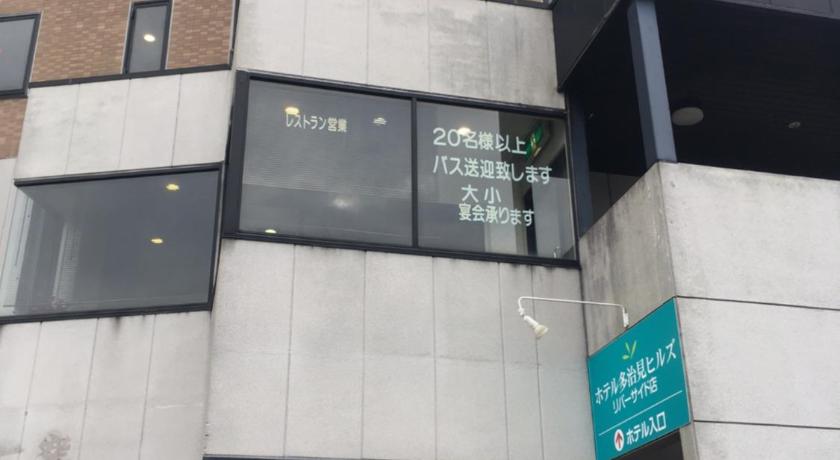 レストラン営業
20名様以上
バス送迎致します
大小
宴会承ります
ホテル多治見ヒルズ
リバーサイド店
ホテル入口